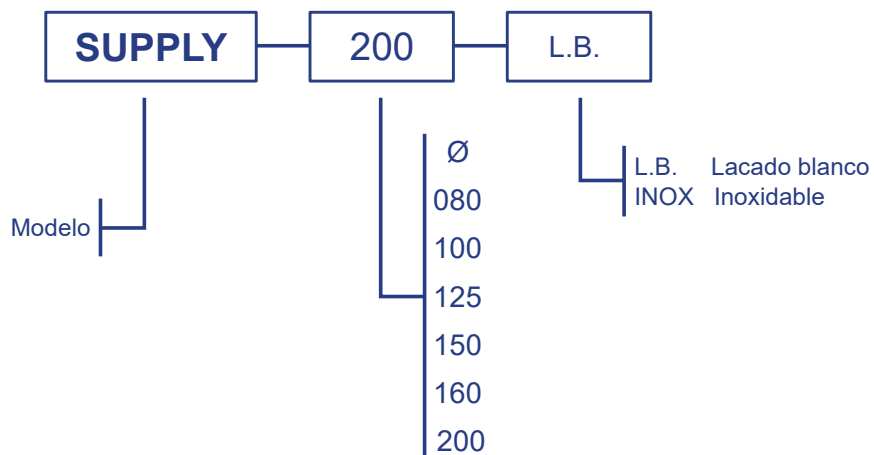 SUPPLY 200 L.B.
Ø
080
100
125
150
160
200
L.B. Lacado blanco
INOX Inoxidable
Modelo